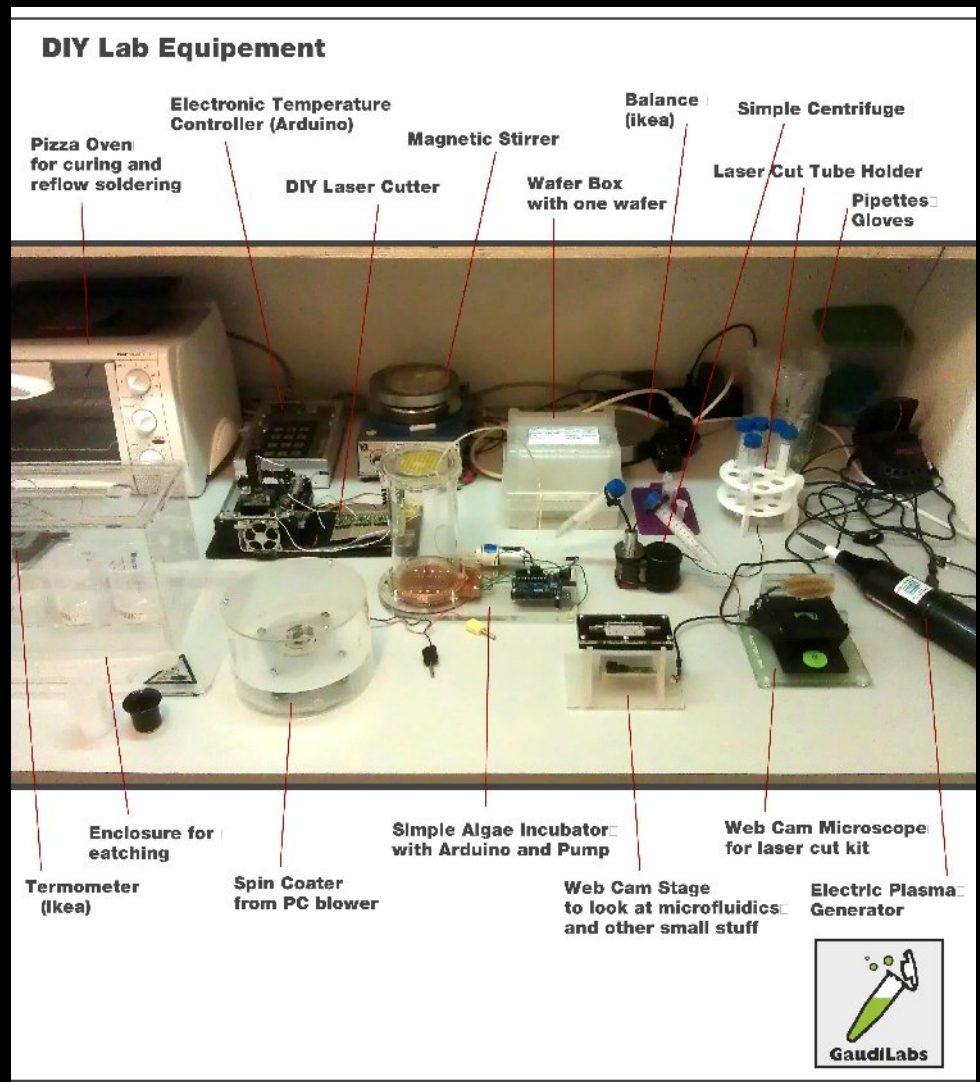 DIY Lab Equipement
Electronic Temperature
Controller (Arduino)
Balance
(ikea)
Simple Centrifuge
Pizza Oven
for curing and
reflow soldering
Magnetic Stirrer
DIY Laser Cutter
Wafer Box
with one wafer
Laser Cut Tube Holder
Pipettes
Gloves
Enclosure for
eatching
Simple Algae Incubator
with Arduino and Pump
Web Cam Microscope
for laser cut kit
Termometer
(Ikea)
Spin Coater
from PC blower
Web Cam Stage
to look at microfluidics
and other small stuff
Electric Plasma
Generator
GaudiLabs